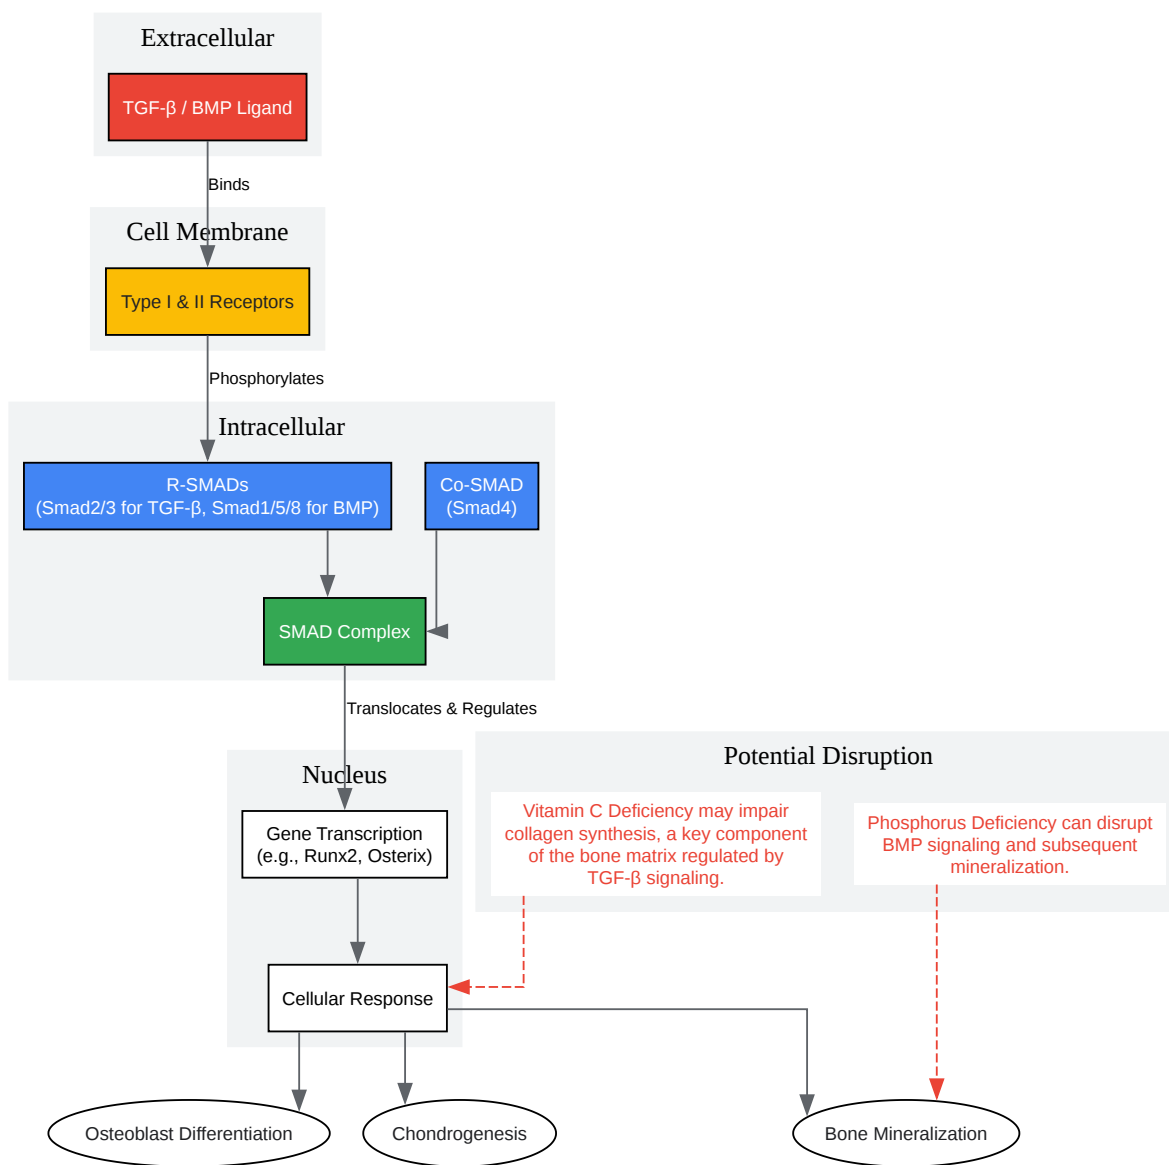 Extracellular
TGF-β / BMP Ligand
Binds
Cell Membrane
Type I & II Receptors
Phosphorylates
Intracellular
R-SMADs
(Smad2/3 for TGF-β, Smad1/5/8 for BMP)
Co-SMAD
(Smad4)
SMAD Complex
Translocates & Regulates
Nucleus
Gene Transcription
(e.g., Runx2, Osterix)
Cellular Response
Potential Disruption
Vitamin C Deficiency may impair
collagen synthesis, a key component
of the bone matrix regulated by
TGF-β signaling.
Phosphorus Deficiency can disrupt
BMP signaling and subsequent
mineralization.
Osteoblast Differentiation
Chondrogenesis
Bone Mineralization